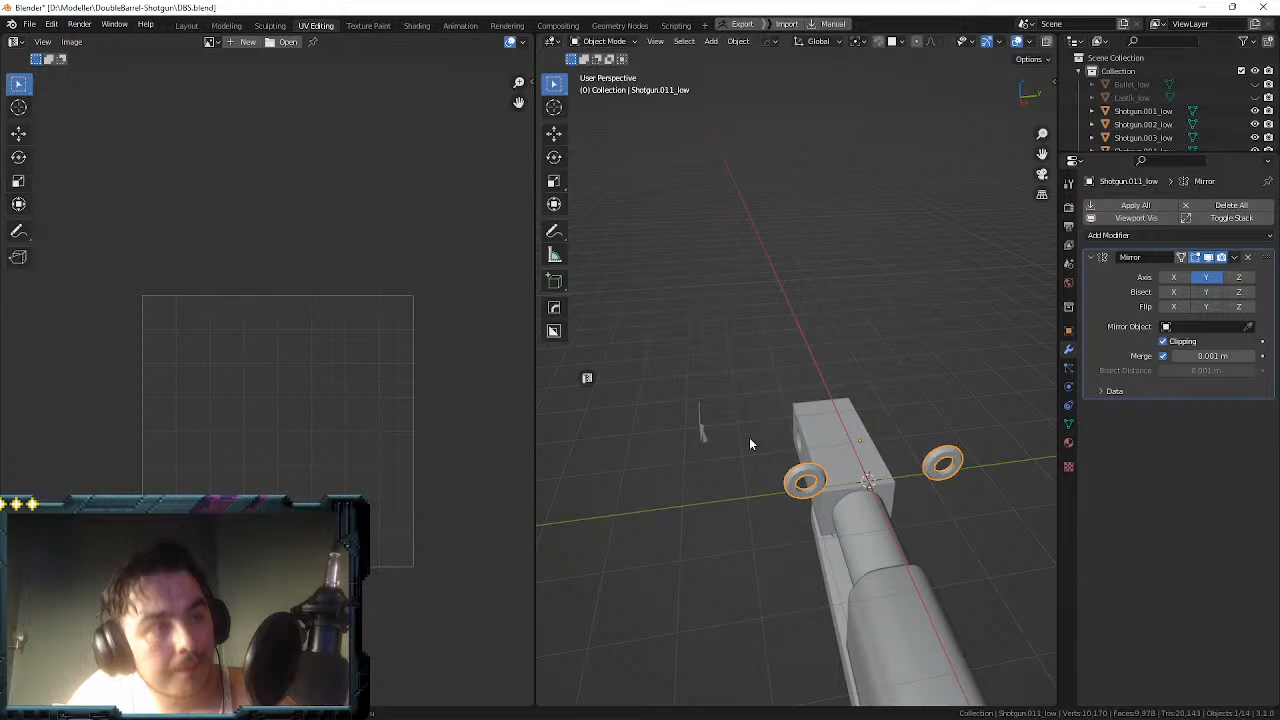 Blender* [D:\Modeller\DoubleBarrel-Shotgun\DBS.blend]
File Edit Render Window Help Layout Modeling Sculpting UV Editing Texture Paint Shading Animation Rendering Compositing Geometry Nodes Scripting + Export Import Manual Scene ViewLayer
View Image New Open Object Mode View Select Add Object Global
Options
User Perspective
(0) Collection | Shotgun.011_low
Scene Collection
Collection
Bullet_low
Lastik_low
Shotgun.001_low
Shotgun.002_low
Shotgun.003_low
Shotgun.011_low > Mirror
Apply All Delete All
Viewport Vis Toggle Stack
Add Modifier
Mirror
Axis X Y Z
Bisect X Y Z
Flip X Y Z
Mirror Object
Clipping
Merge 0.001 m
Bisect Distance 0.001 m
Data
Collection | Shotgun.011_low | Verts:10,170 | Faces:9,978 | Tris:20,143 | Objects:1/14 | 3.1.0